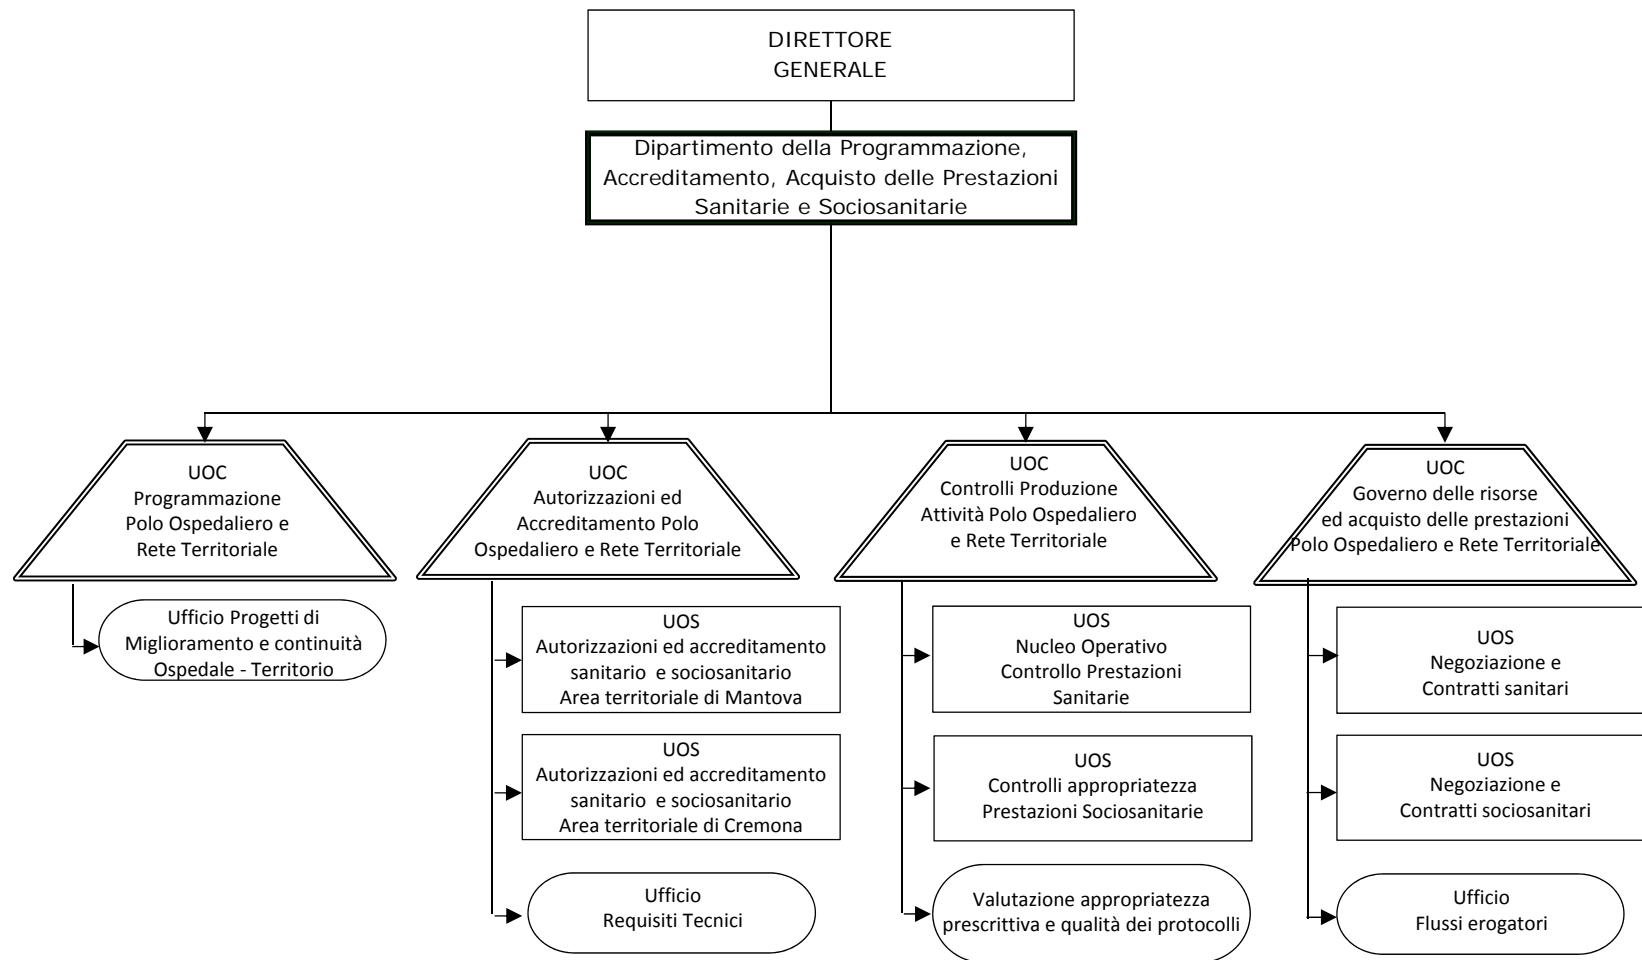 DIRETTORE
GENERALE
Dipartimento della Programmazione,
Accreditamento, Acquisto delle Prestazioni
Sanitarie e Sociosanitarie
UOC
Programmazione
Polo Ospedaliero e
Rete Territoriale
Ufficio Progetti di
Miglioramento e continuità
Ospedale - Territorio
UOC
Autorizzazioni ed
Accreditamento Polo
Ospedaliero e Rete Territoriale
UOS
Autorizzazioni ed accreditamento
sanitario e sociosanitario
Area territoriale di Mantova
UOS
Autorizzazioni ed accreditamento
sanitario e sociosanitario
Area territoriale di Cremona
Ufficio
Requisiti Tecnici
UOC
Controlli Produzione
Attività Polo Ospedaliero
e Rete Territoriale
UOS
Nucleo Operativo
Controllo Prestazioni
Sanitarie
UOS
Controlli appropriatezza
Prestazioni Sociosanitarie
Valutazione appropriatezza
prescrittiva e qualità dei protocolli
UOC
Governo delle risorse
ed acquisto delle prestazioni
Polo Ospedaliero e Rete Territoriale
UOS
Negoziazione e
Contratti sanitari
UOS
Negoziazione e
Contratti sociosanitari
Ufficio
Flussi erogatori